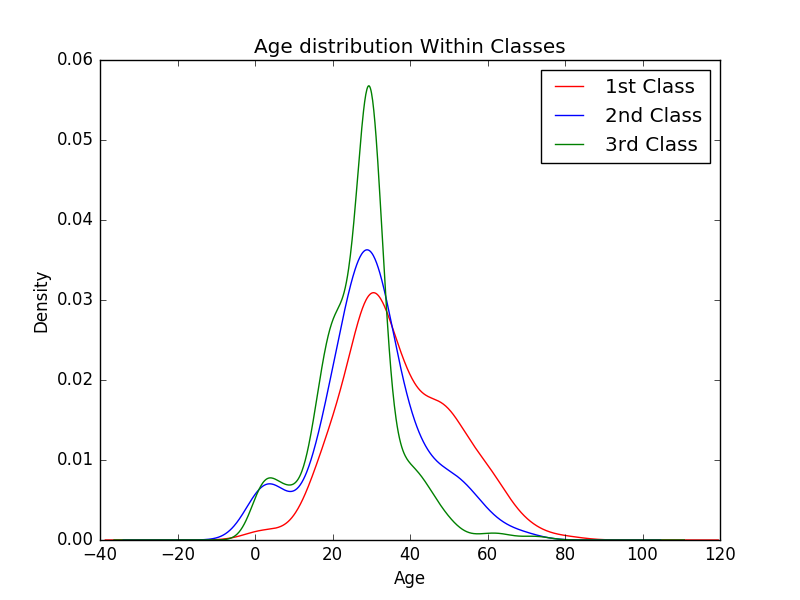 Age distribution Within Classes
0.06
0.05
0.04
0.03
0.02
0.01
0.00
Density
1st Class
2nd Class
3rd Class
−40 −20 0 20 40 60 80 100 120
Age